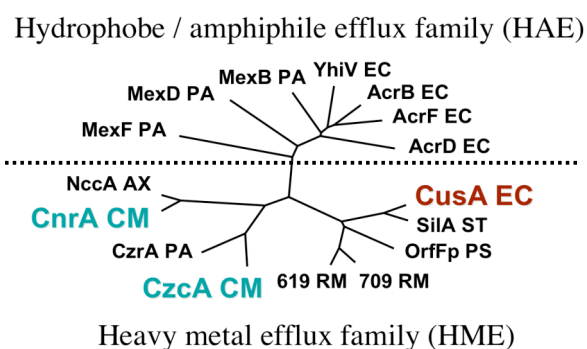 Hydrophobe / amphiphile efflux family (HAE)
YhiV EC
MexB PA
MexD PA
AcrB EC
AcrF EC
MexF PA
AcrD EC
NccA AX
CusA EC
CnrA CM
SilA ST
CzrA PA
OrfFp PS
CzcA CM
619 RM
709 RM
Heavy metal efflux family (HME)